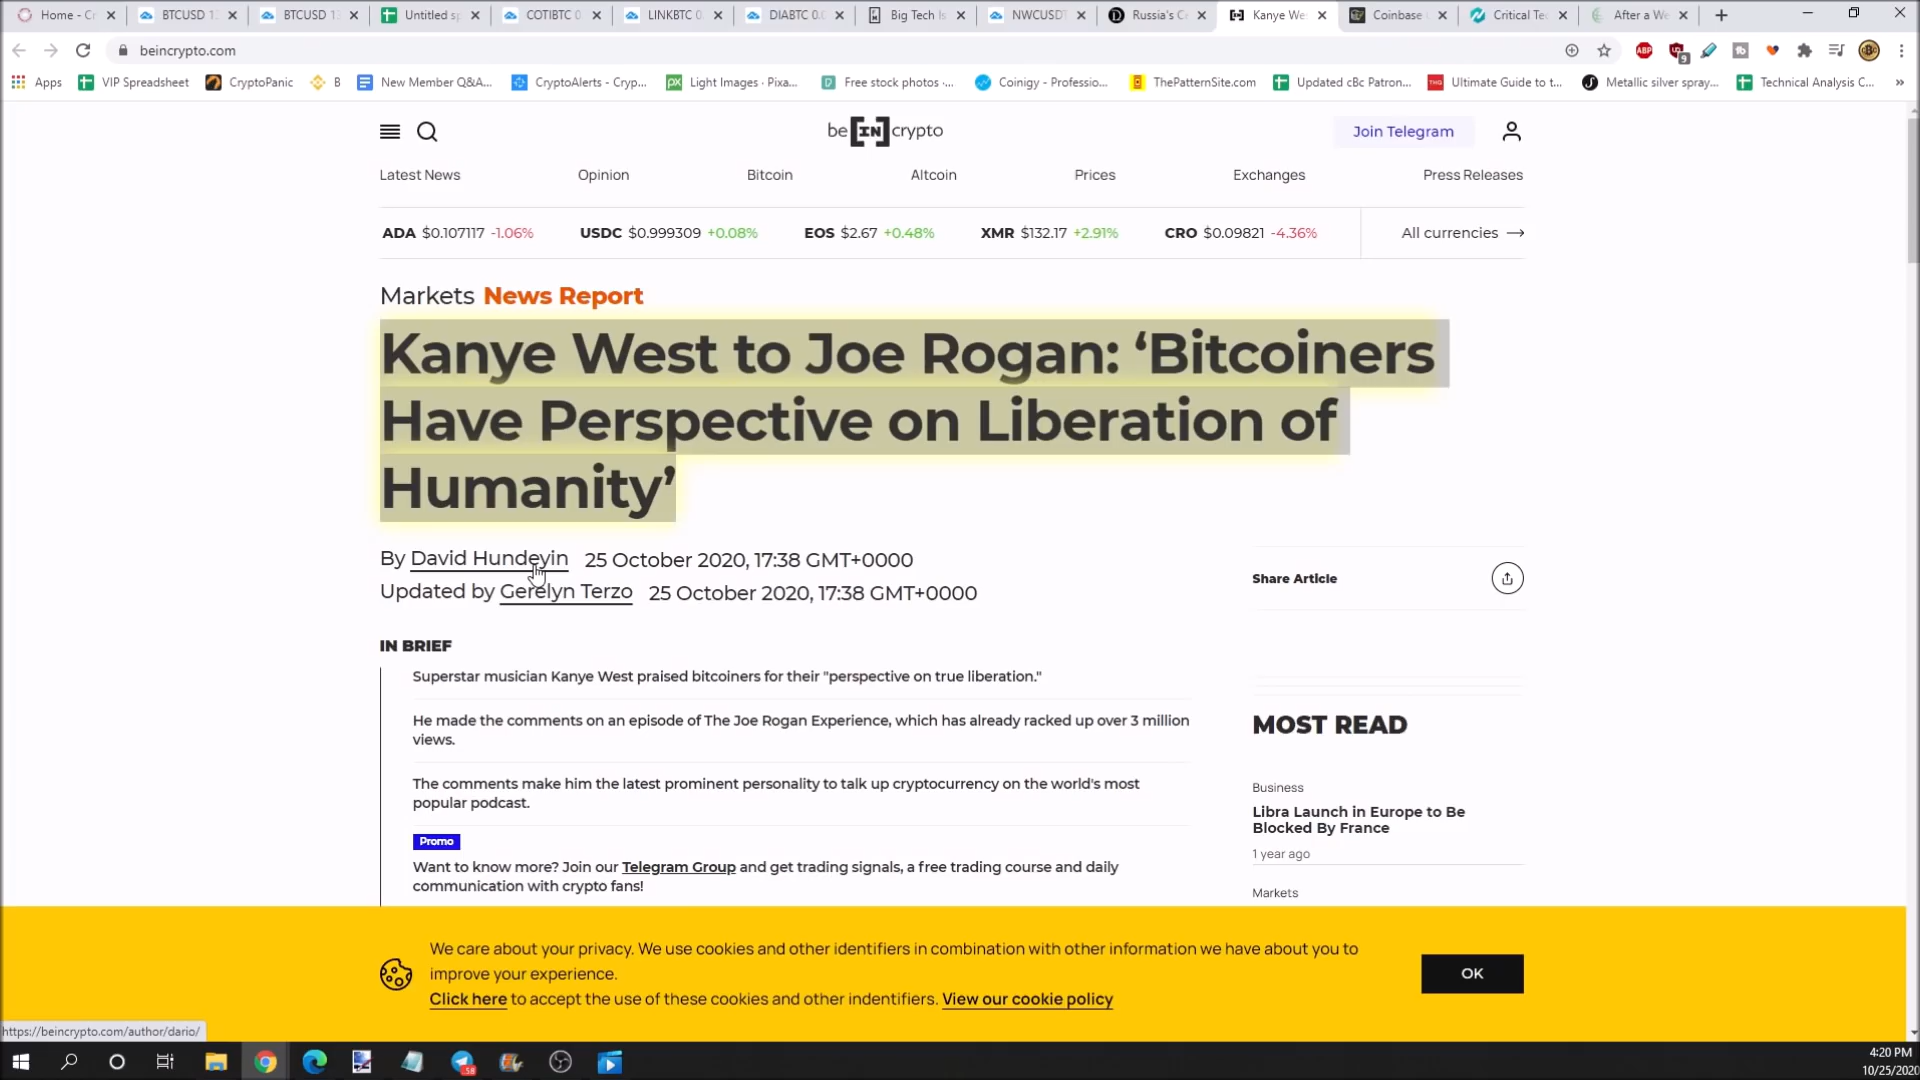 Home - Cr
BTCUSD 1
BTCUSD 13
Untitled sp
COTIBTC 0
LINKBTC 0.
DIABTC 0.0
Big Tech Is
NWCUSDT
Russia's Cr
Kanye We
Coinbase
Critical Tec
After a We
beincrypto.com
Apps
VIP Spreadsheet
CryptoPanic
B
New Member Q&A...
CryptoAlerts - Cryp...
Light Images · Pixa...
Free stock photos ·...
Coinigy - Professio...
ThePatternSite.com
Updated cBc Patron...
Ultimate Guide to t...
Metallic silver spray...
Technical Analysis C...
»
be[IN]crypto
Join Telegram
Latest News
Opinion
Bitcoin
Altcoin
Prices
Exchanges
Press Releases
ADA $0.107117 -1.06%
USDC $0.999309 +0.08%
EOS $2.67 +0.48%
XMR $132.17 +2.91%
CRO $0.09821 -4.36%
All currencies
Markets News Report
Kanye West to Joe Rogan: ‘Bitcoiners
Have Perspective on Liberation of
Humanity’
By David Hundeyin 25 October 2020, 17:38 GMT+0000
Updated by Gerelyn Terzo 25 October 2020, 17:38 GMT+0000
Share Article
IN BRIEF
Superstar musician Kanye West praised bitcoiners for their "perspective on true liberation."
He made the comments on an episode of The Joe Rogan Experience, which has already racked up over 3 million
views.
The comments make him the latest prominent personality to talk up cryptocurrency on the world's most
popular podcast.
Promo
Want to know more? Join our Telegram Group and get trading signals, a free trading course and daily
communication with crypto fans!
MOST READ
Business
Libra Launch in Europe to Be
Blocked By France
1 year ago
Markets
We care about your privacy. We use cookies and other identifiers in combination with other information we have about you to
improve your experience.
Click here to accept the use of these cookies and other indentifiers. View our cookie policy
OK
https://beincrypto.com/author/dario/
4:20 PM
10/25/2020